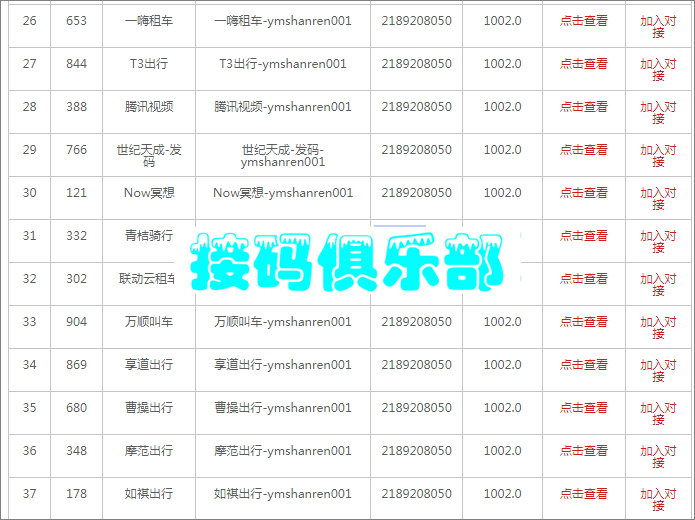 26 653 一嗨租车 一嗨租车-ymshanren001 2189208050 1002.0 点击查看 加入对
接
27 844 T3出行 T3出行-ymshanren001 2189208050 1002.0 点击查看 加入对
接
28 388 腾讯视频 腾讯视频-ymshanren001 2189208050 1002.0 点击查看 加入对
接
29 766 世纪天成-发 世纪天成-发码- 2189208050 1002.0 点击查看 加入对
码 ymshanren001 接
30 121 Now冥想 Now冥想-ymshanren001 2189208050 1002.0 点击查看 加入对
接
31 332 青桔骑行 点击查看 加入对
接
接码俱乐部
32 302 联动云租车 点击查看 加入对
接
33 904 万顺叫车 万顺叫车-ymshanren001 2189208050 1002.0 点击查看 加入对
接
34 869 享道出行 享道出行-ymshanren001 2189208050 1002.0 点击查看 加入对
接
35 680 曹操出行 曹操出行-ymshanren001 2189208050 1002.0 点击查看 加入对
接
36 348 摩范出行 摩范出行-ymshanren001 2189208050 1002.0 点击查看 加入对
接
37 178 如祺出行 如祺出行-ymshanren001 2189208050 1002.0 点击查看 加入对
接